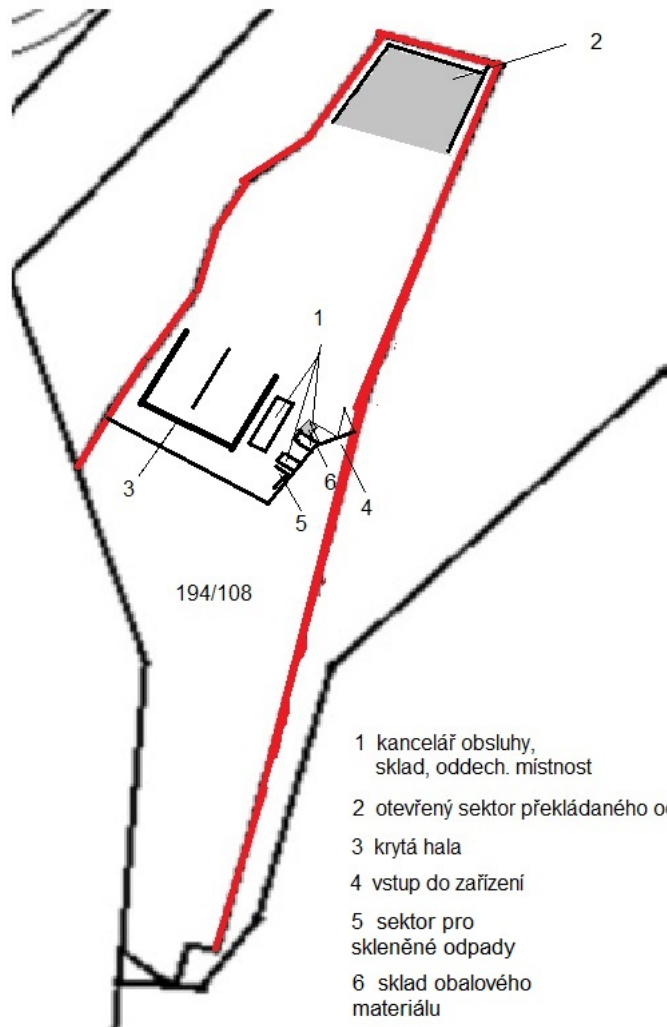 2
1
3
6
4
5
194/108
1 kancelář obsluhy,
sklad, oddech. místnost
2 otevřený sektor překládaného
3 krytá hala
4 vstup do zařízení
5 sektor pro
skleněné odpady
6 sklad obalového
materiálu